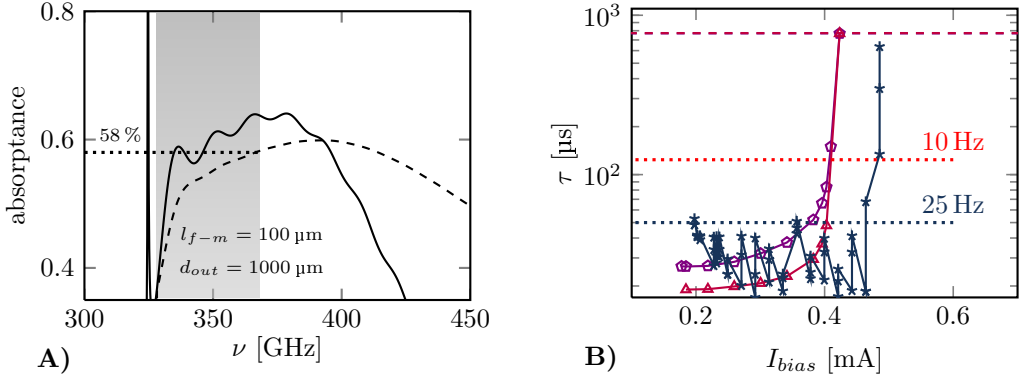 0.8
0.6
0.4
absorptance
58 %
l_{f−m} = 100 µm
d_{out} = 1000 µm
300
350
400
450
ν [GHz]
A)
10^3
10^2
τ [µs]
10 Hz
25 Hz
0.2
0.4
0.6
I_{bias} [mA]
B)